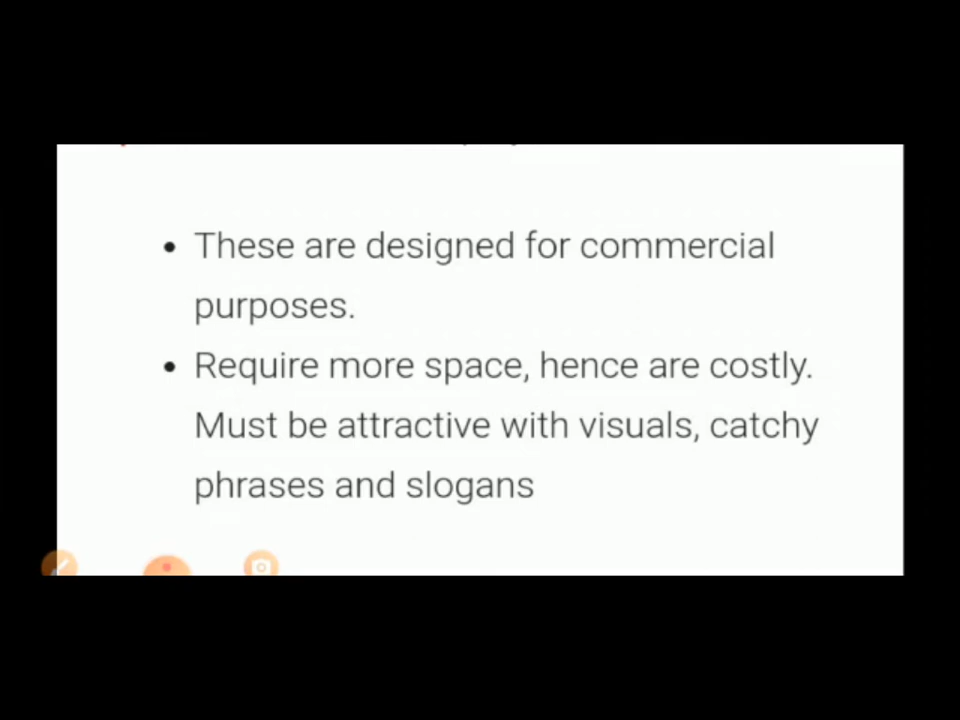 These are designed for commercial
purposes.
Require more space, hence are costly.
Must be attractive with visuals, catchy
phrases and slogans